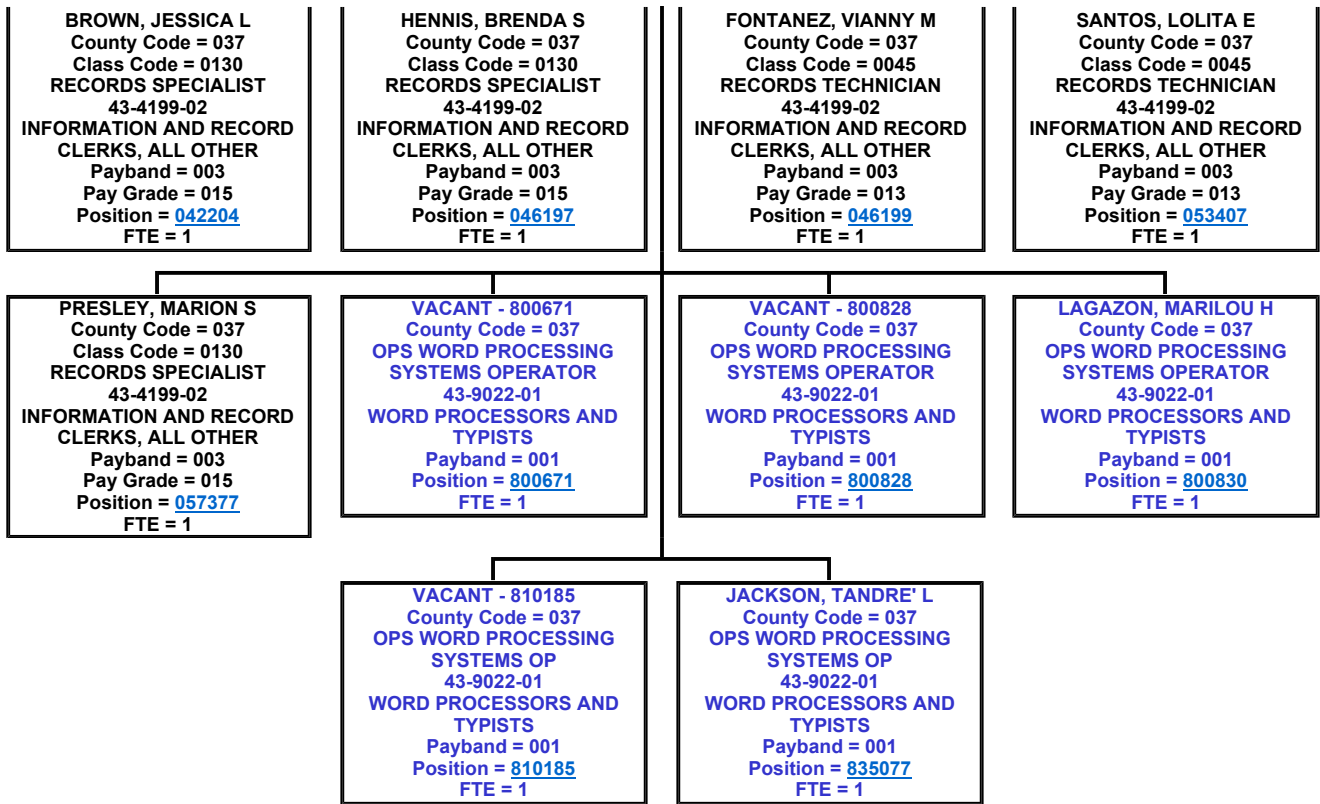 BROWN, JESSICA L
County Code = 037
Class Code = 0130
RECORDS SPECIALIST
43-4199-02
INFORMATION AND RECORD
CLERKS, ALL OTHER
Payband = 003
Pay Grade = 015
Position = 042204
FTE = 1
HENNIS, BRENDA S
County Code = 037
Class Code = 0130
RECORDS SPECIALIST
43-4199-02
INFORMATION AND RECORD
CLERKS, ALL OTHER
Payband = 003
Pay Grade = 015
Position = 046197
FTE = 1
FONTANEZ, VIANNY M
County Code = 037
Class Code = 0045
RECORDS TECHNICIAN
43-4199-02
INFORMATION AND RECORD
CLERKS, ALL OTHER
Payband = 003
Pay Grade = 013
Position = 046199
FTE = 1
SANTOS, LOLITA E
County Code = 037
Class Code = 0045
RECORDS TECHNICIAN
43-4199-02
INFORMATION AND RECORD
CLERKS, ALL OTHER
Payband = 003
Pay Grade = 013
Position = 053407
FTE = 1
PRESLEY, MARION S
County Code = 037
Class Code = 0130
RECORDS SPECIALIST
43-4199-02
INFORMATION AND RECORD
CLERKS, ALL OTHER
Payband = 003
Pay Grade = 015
Position = 057377
FTE = 1
VACANT - 800671
County Code = 037
OPS WORD PROCESSING
SYSTEMS OPERATOR
43-9022-01
WORD PROCESSORS AND
TYPISTS
Payband = 001
Position = 800671
FTE = 1
VACANT - 800828
County Code = 037
OPS WORD PROCESSING
SYSTEMS OPERATOR
43-9022-01
WORD PROCESSORS AND
TYPISTS
Payband = 001
Position = 800828
FTE = 1
LAGAZON, MARILOU H
County Code = 037
OPS WORD PROCESSING
SYSTEMS OPERATOR
43-9022-01
WORD PROCESSORS AND
TYPISTS
Payband = 001
Position = 800830
FTE = 1
VACANT - 810185
County Code = 037
OPS WORD PROCESSING
SYSTEMS OP
43-9022-01
WORD PROCESSORS AND
TYPISTS
Payband = 001
Position = 810185
FTE = 1
JACKSON, TANDRE' L
County Code = 037
OPS WORD PROCESSING
SYSTEMS OP
43-9022-01
WORD PROCESSORS AND
TYPISTS
Payband = 001
Position = 835077
FTE = 1